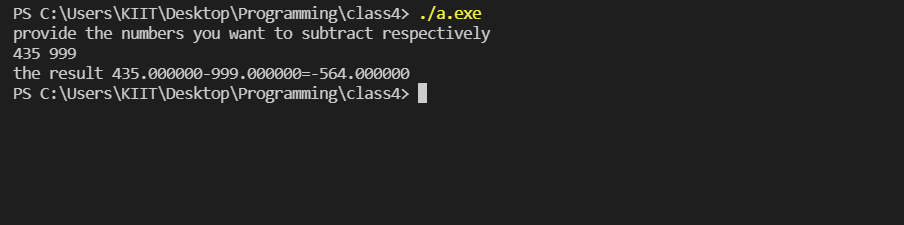 PS C:\Users\KIIT\Desktop\Programming\class4> ./a.exe
provide the numbers you want to subtract respectively
435 999
the result 435.000000-999.000000=-564.000000
PS C:\Users\KIIT\Desktop\Programming\class4>